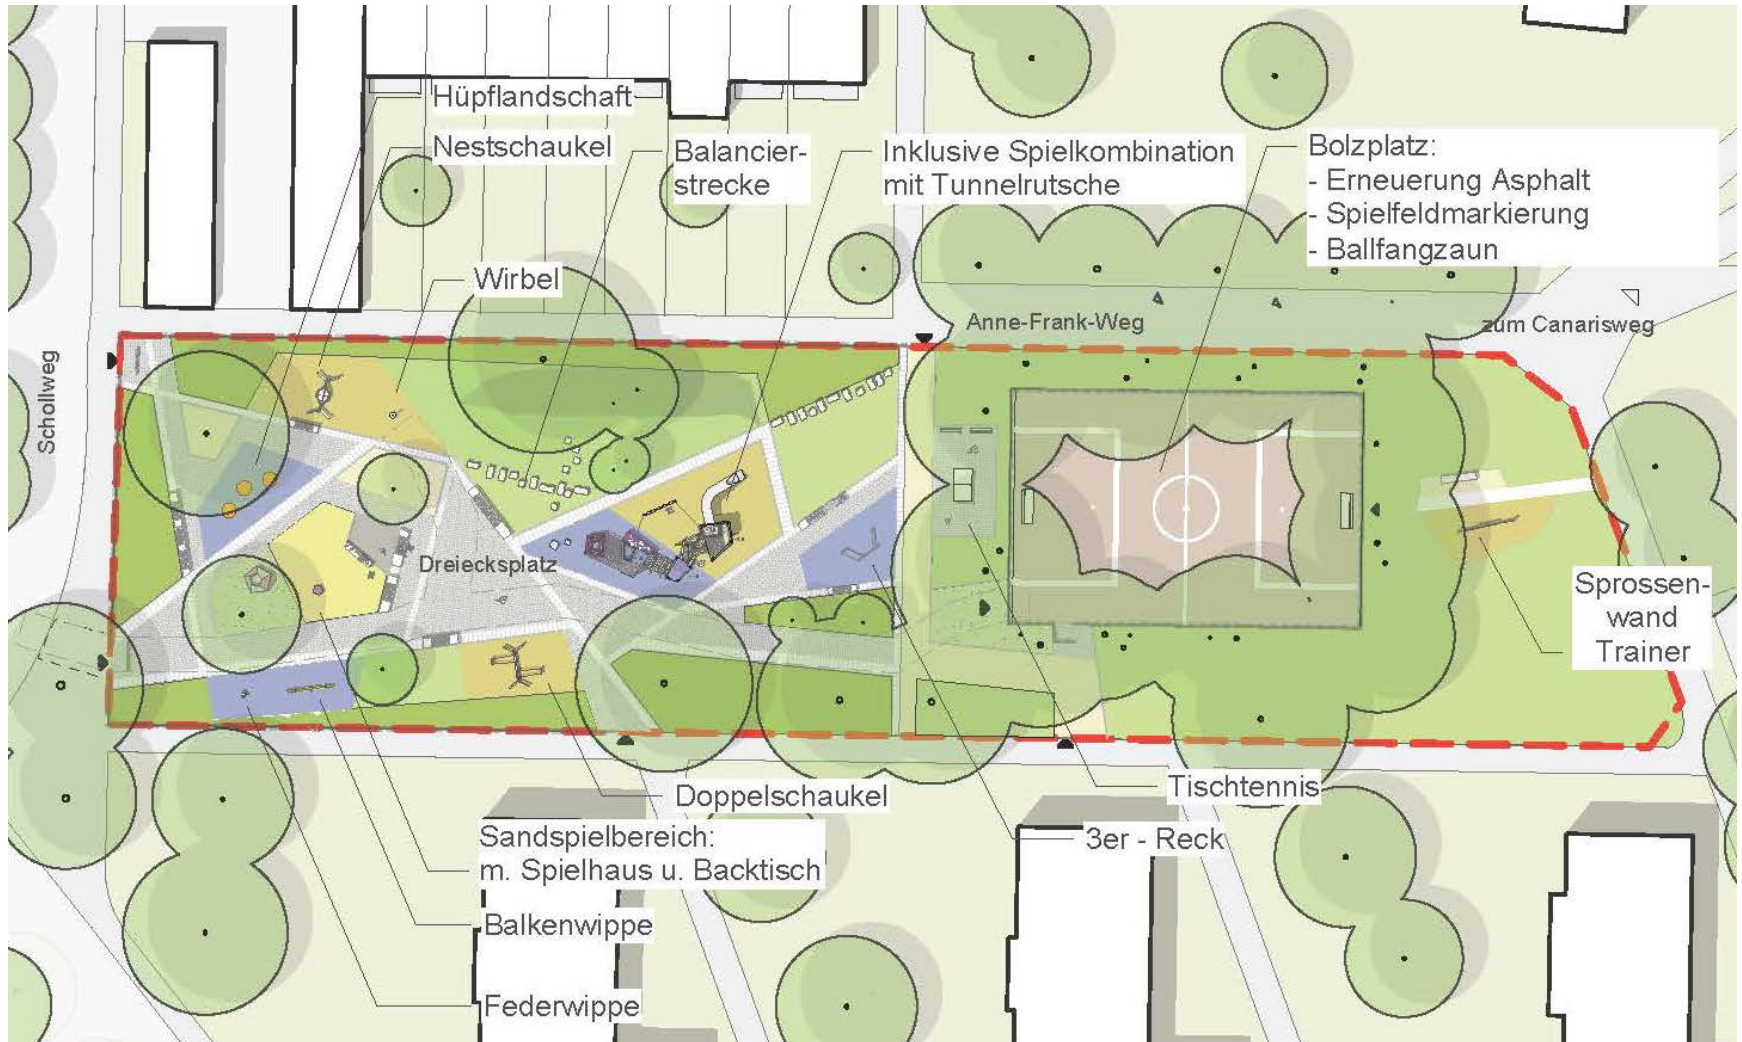 Hüpflandschaft
Nestschaukel
Balancier-
strecke
Inklusive Spielkombination
mit Tunnelrutsche
Bolzplatz:
- Erneuerung Asphalt
- Spielfeldmarkierung
- Ballfangzaun
Wirbel
Anne-Frank-Weg
zum Canarisweg
Schollweg
Dreiecksplatz
Sprossen-
wand
Trainer
Doppelschaukel
Tischtennis
Sandspielbereich:
m. Spielhaus u. Backtisch
3er - Reck
Balkenwippe
Federwippe